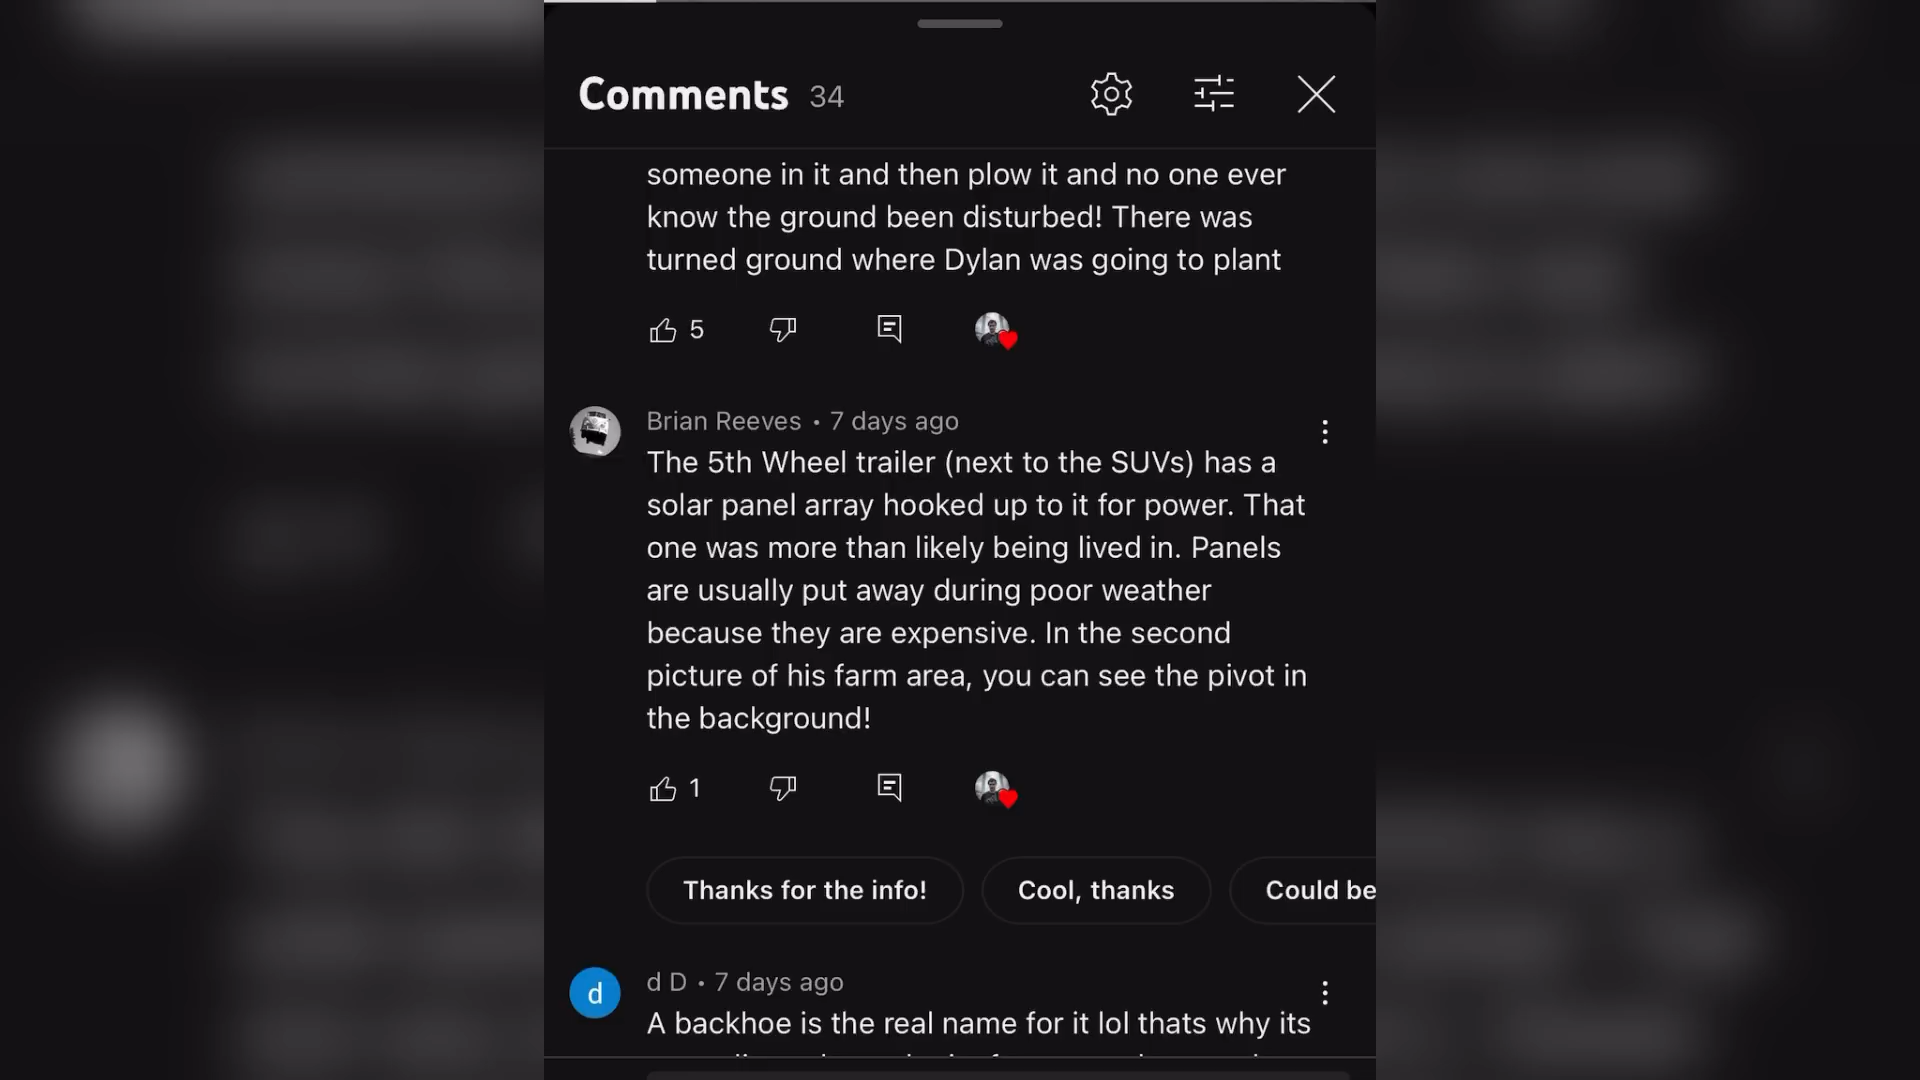 Comments 34
someone in it and then plow it and no one ever
know the ground been disturbed! There was
turned ground where Dylan was going to plant
5
Brian Reeves • 7 days ago
The 5th Wheel trailer (next to the SUVs) has a
solar panel array hooked up to it for power. That
one was more than likely being lived in. Panels
are usually put away during poor weather
because they are expensive. In the second
picture of his farm area, you can see the pivot in
the background!
1
Thanks for the info! Cool, thanks Could be
d
d D • 7 days ago
A backhoe is the real name for it lol thats why its